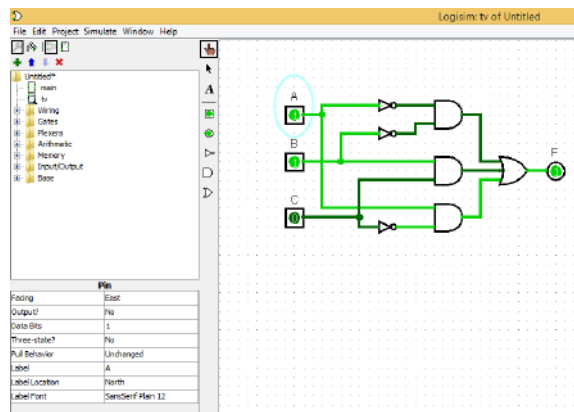 Logisim: tv of Untitled
File Edit Project Simulate Window Help
Untitled*
main
tv
Wiring
Gates
Plexers
Arithmetic
Memory
Input/Output
Base
A
A
B
C
F
1
1
0
1
Pin
Facing East
Output? No
Data Bits 1
Three-state? No
Pull Behavior Unchanged
Label A
Label Location North
Label Font SansSerif Plain 12